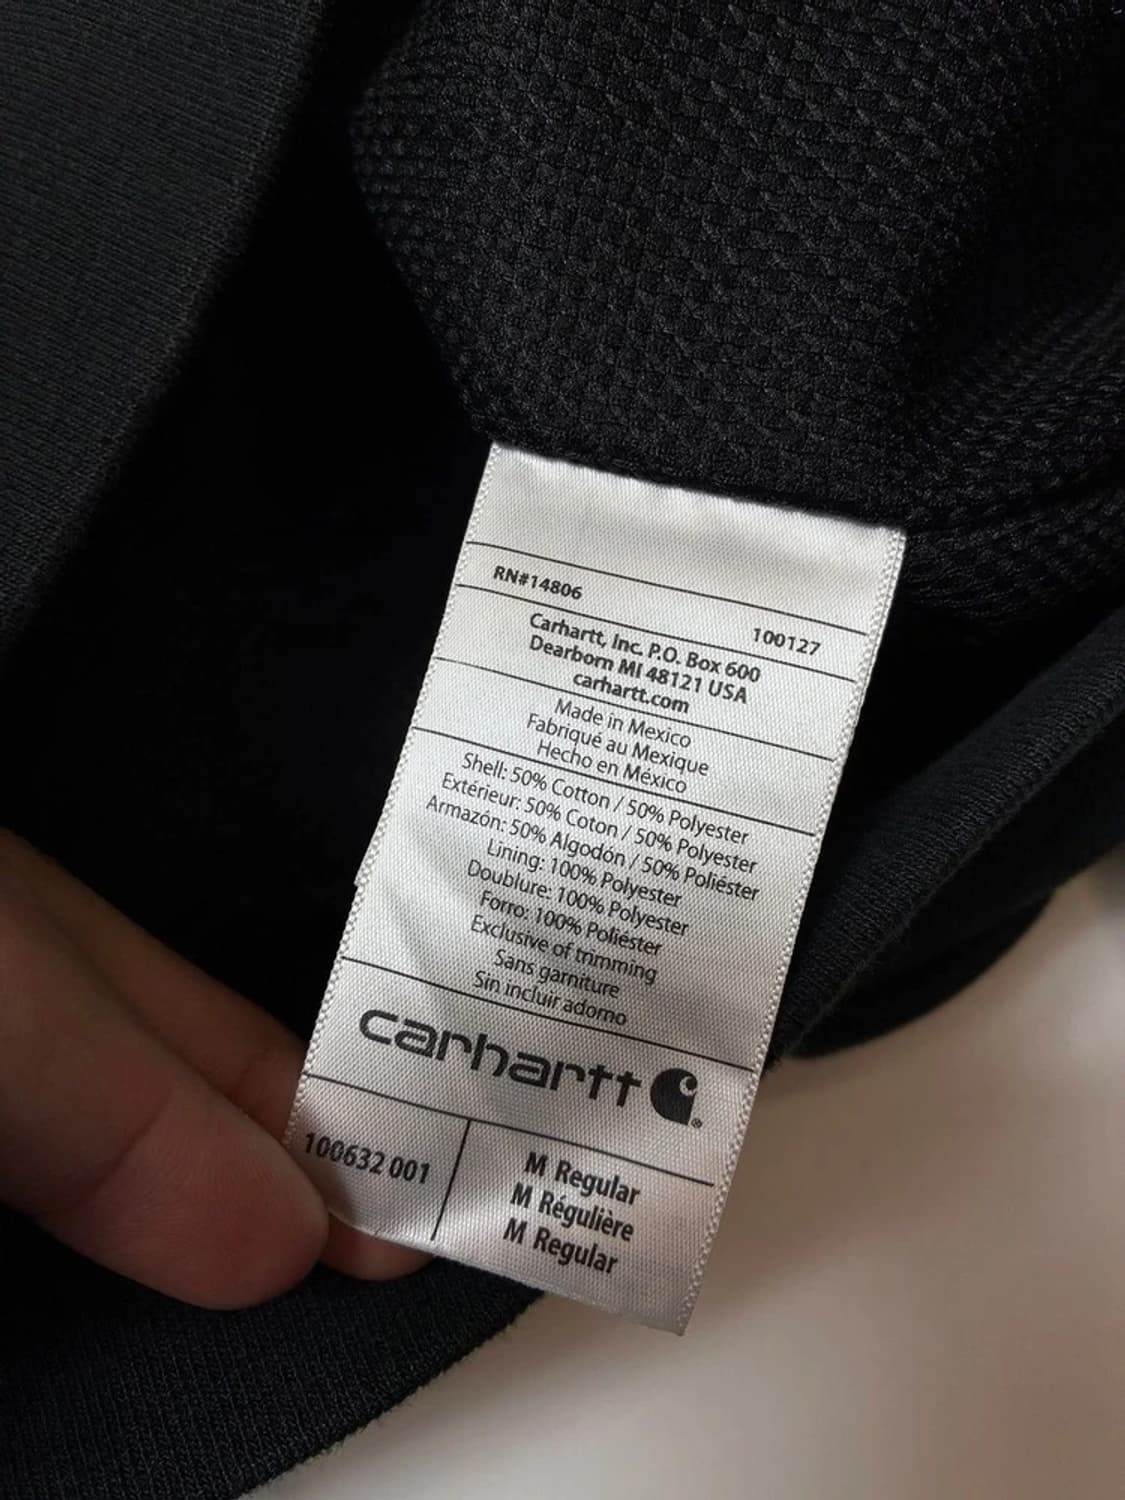 RN#14806 100127
Carhartt, Inc. P.O. Box 600
Dearborn MI 48121 USA
carhartt.com
Made in Mexico
Fabriqué au Mexique
Hecho en México
Shell: 50% Cotton / 50% Polyester
Extérieur: 50% Coton / 50% Polyester
Armazón: 50% Algodón / 50% Poliéster
Lining: 100% Polyester
Doublure: 100% Polyester
Forro: 100% Poliéster
Exclusive of trimming
Sans garniture
Sin incluir adorno
carhartt ®
100632 001
M Regular
M Régulière
M Regular